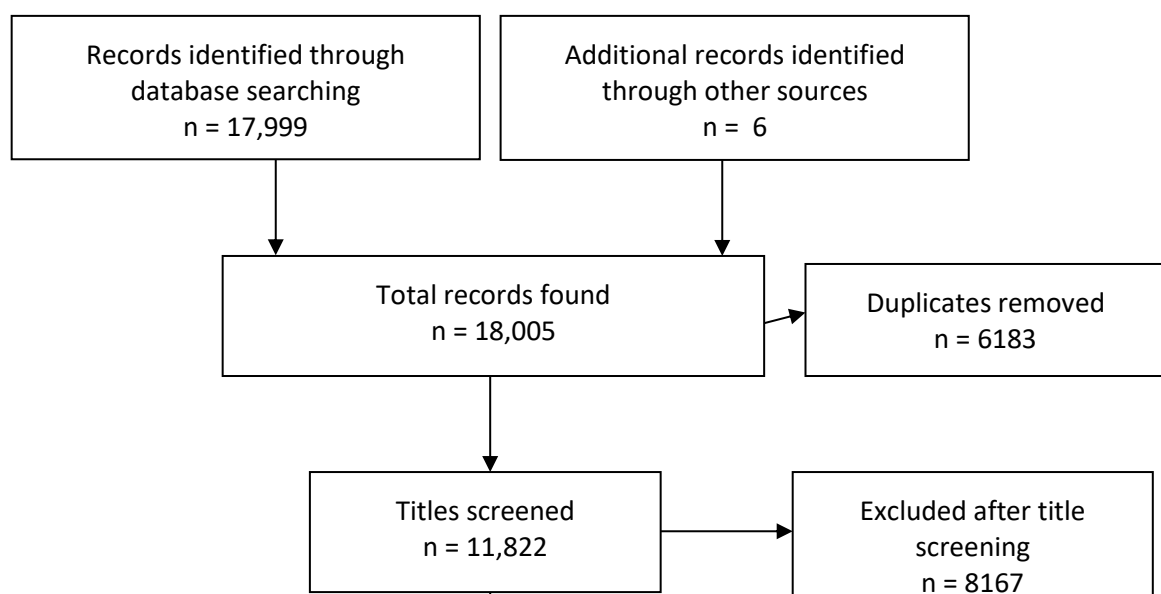 Records identified through
database searching
n = 17,999
Additional records identified
through other sources
n =  6
Total records found
n = 18,005
Duplicates removed
n = 6183
Titles screened
n = 11,822
Excluded after title
screening
n = 8167